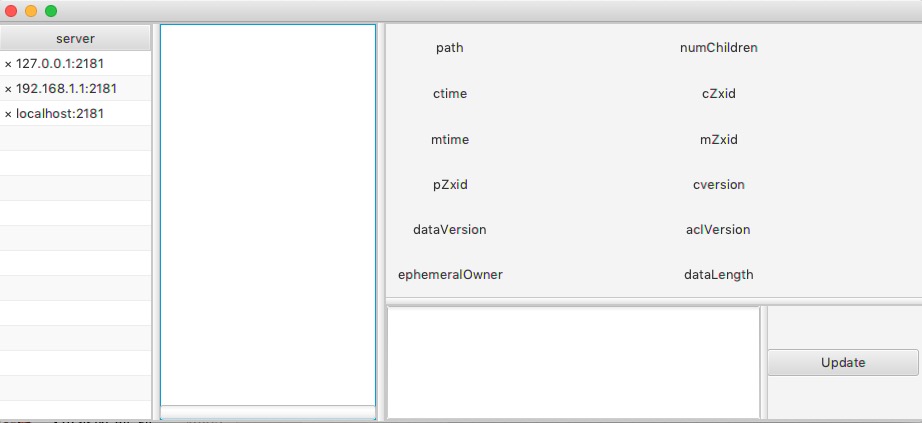 server
× 127.0.0.1:2181
× 192.168.1.1:2181
× localhost:2181
path numChildren
ctime cZxid
mtime mZxid
pZxid cversion
dataVersion aclVersion
ephemeralOwner dataLength
Update